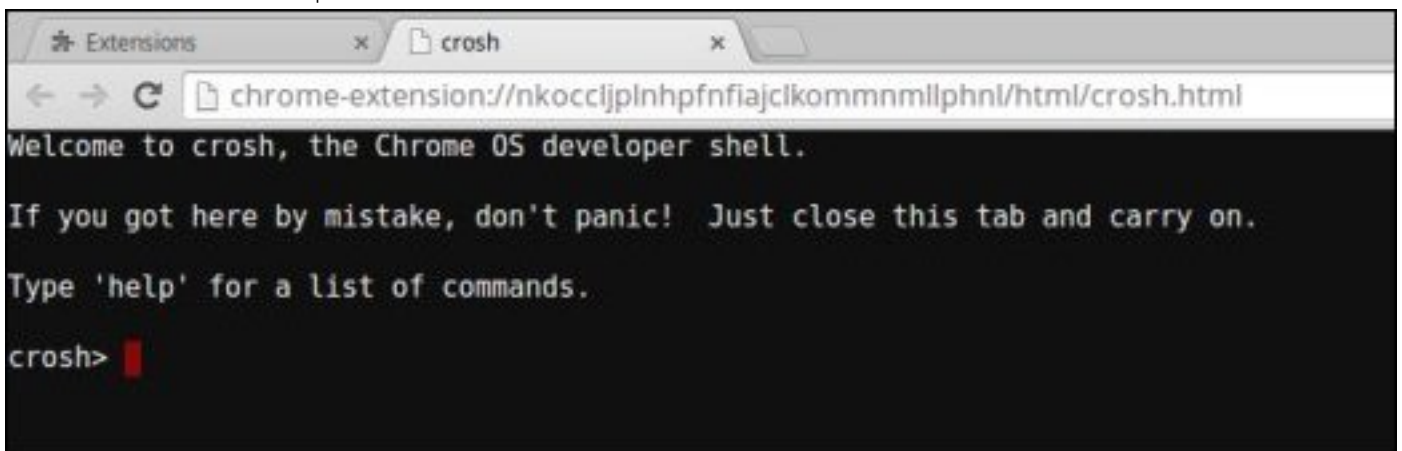 Extensions
crosh
chrome-extension://nkoccljplnhpfnfiajclkommnmllphnl/html/crosh.html
Welcome to crosh, the Chrome OS developer shell.
If you got here by mistake, don't panic!  Just close this tab and carry on.
Type 'help' for a list of commands.
crosh>